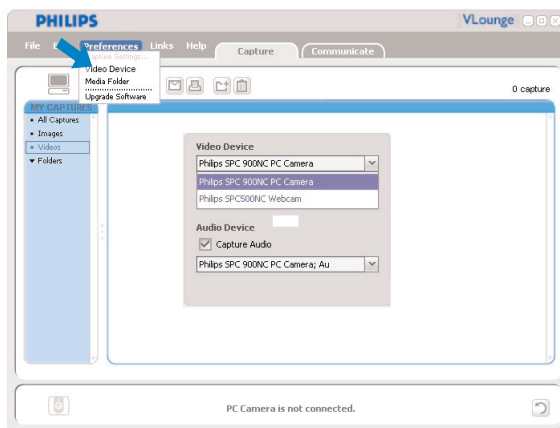 PHILIPS
VLounge
File E Preferences Links Help Capture Communicate
Capture Settings...
Video Device
Media Folder
Upgrade Software
0 capture
MY CAPTURES
• All Captures
• Images
• Videos
Folders
Video Device
Philips SPC 900NC PC Camera
Philips SPC 900NC PC Camera
Philips SPC500NC Webcam
Audio Device
Capture Audio
Philips SPC 900NC PC Camera; Au
PC Camera is not connected.